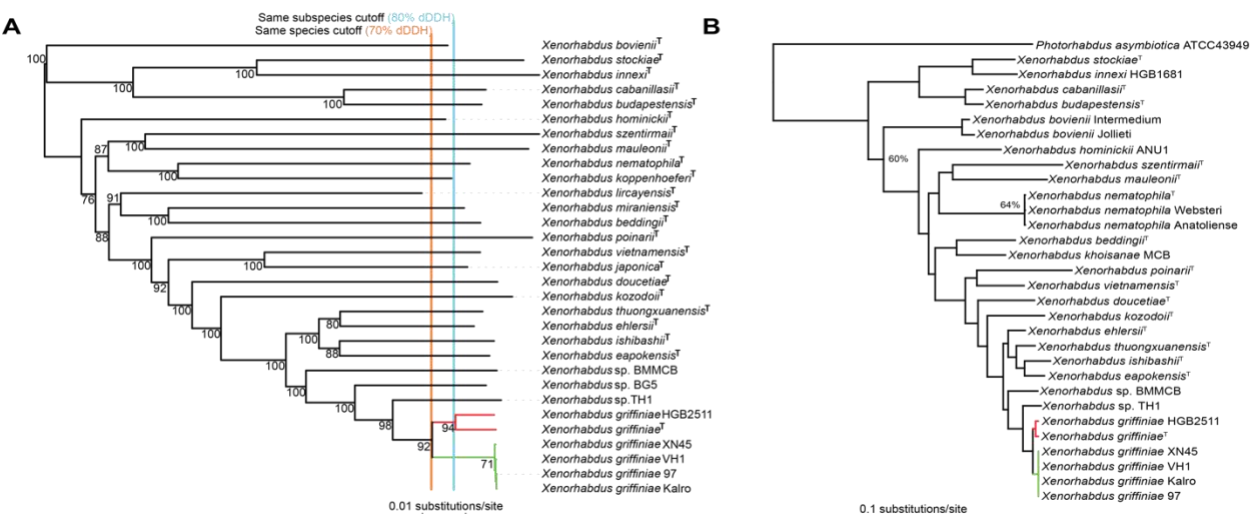 A
Same subspecies cutoff (80% dDDH)
Same species cutoff (70% dDDH)
100
Xenorhabdus bovienii T
Xenorhabdus stockiae T
100
Xenorhabdus innexi T
100
Xenorhabdus cabanillasii T
100
Xenorhabdus budapestensis T
Xenorhabdus hominickii T
Xenorhabdus szentirmaii T
87
100
Xenorhabdus mauleonii T
Xenorhabdus nematophila T
100
Xenorhabdus koppenhoeferi T
76
91
Xenorhabdus lircayensis T
Xenorhabdus miraniensis T
100
Xenorhabdus beddingii T
88
Xenorhabdus poinarii T
Xenorhabdus vietnamensis T
100
100
Xenorhabdus japonica T
92
Xenorhabdus doucetiae T
Xenorhabdus kozodoii T
100
Xenorhabdus thuongxuanensis T
80
Xenorhabdus ehlersii T
100
100
Xenorhabdus ishibashii T
88
Xenorhabdus eapokensis T
100
Xenorhabdus sp. BMMCB
Xenorhabdus sp. BG5
100
Xenorhabdus sp.TH1
100
Xenorhabdus griffiniae HGB2511
98
94
Xenorhabdus griffiniae T
92
Xenorhabdus griffiniae XN45
Xenorhabdus griffiniae VH1
71
Xenorhabdus griffiniae 97
Xenorhabdus griffiniae Kalro
0.01 substitutions/site
B
Photorhabdus asymbiotica ATCC43949
Xenorhabdus stockiae T
Xenorhabdus innexi HGB1681
Xenorhabdus cabanillasii T
Xenorhabdus budapestensis T
Xenorhabdus bovienii Intermedium
Xenorhabdus bovienii Jollieti
60%
Xenorhabdus hominickii ANU1
Xenorhabdus szentirmaii T
Xenorhabdus mauleonii T
Xenorhabdus nematophila T
64%
Xenorhabdus nematophila Websteri
Xenorhabdus nematophila Anatoliense
Xenorhabdus beddingii T
Xenorhabdus khoisanae MCB
Xenorhabdus poinarii T
Xenorhabdus vietnamensis T
Xenorhabdus doucetiae T
Xenorhabdus kozodoii T
Xenorhabdus ehlersii T
Xenorhabdus thuongxuanensis T
Xenorhabdus ishibashii T
Xenorhabdus eapokensis T
Xenorhabdus sp. BMMCB
Xenorhabdus sp. TH1
Xenorhabdus griffiniae HGB2511
Xenorhabdus griffiniae T
Xenorhabdus griffiniae XN45
Xenorhabdus griffiniae VH1
Xenorhabdus griffiniae Kalro
Xenorhabdus griffiniae 97
0.1 substitutions/site